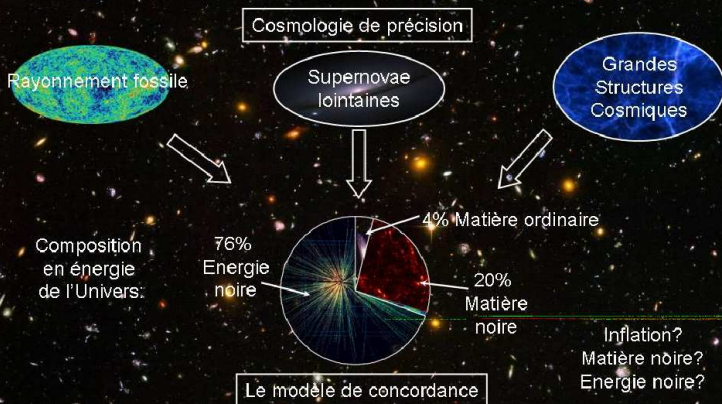 Cosmologie de précision
Rayonnement fossile
Supernovae
lointaines
Grandes
Structures
Cosmiques
4% Matière ordinaire
Composition
en énergie
de l'Univers:
76%
Energie
noire
20%
Matière
noire
Inflation?
Matière noire?
Energie noire?
Le modèle de concordance